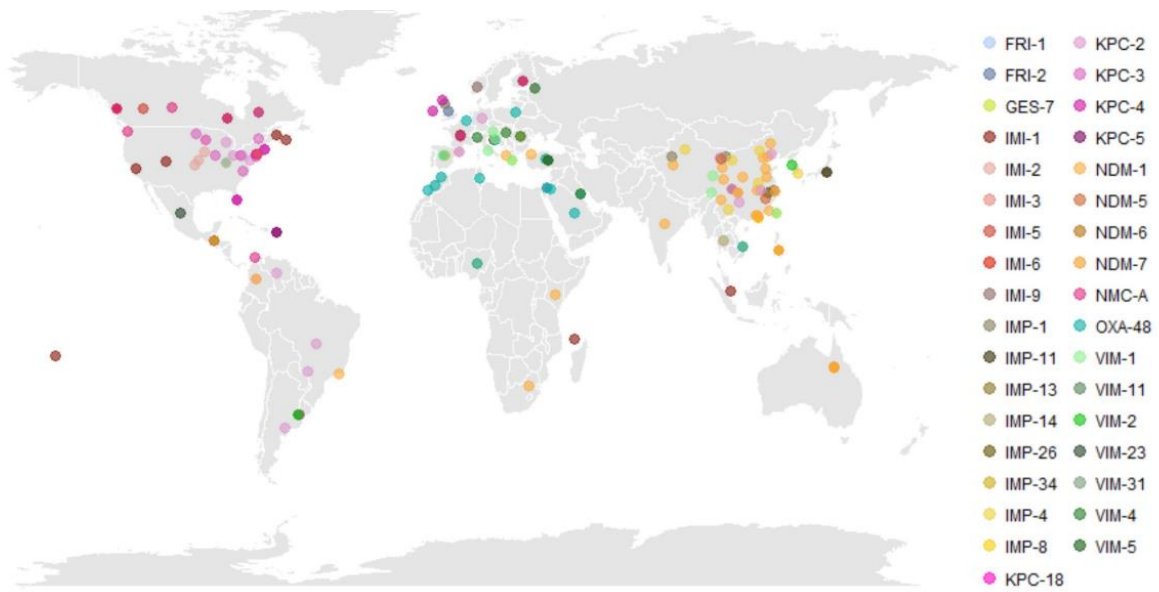 FRI-1
FRI-2
GES-7
IMI-1
IMI-2
IMI-3
IMI-5
IMI-6
IMI-9
IMP-1
IMP-11
IMP-13
IMP-14
IMP-26
IMP-34
IMP-4
IMP-8
KPC-18
KPC-2
KPC-3
KPC-4
KPC-5
NDM-1
NDM-5
NDM-6
NDM-7
NMC-A
OXA-48
VIM-1
VIM-11
VIM-2
VIM-23
VIM-31
VIM-4
VIM-5